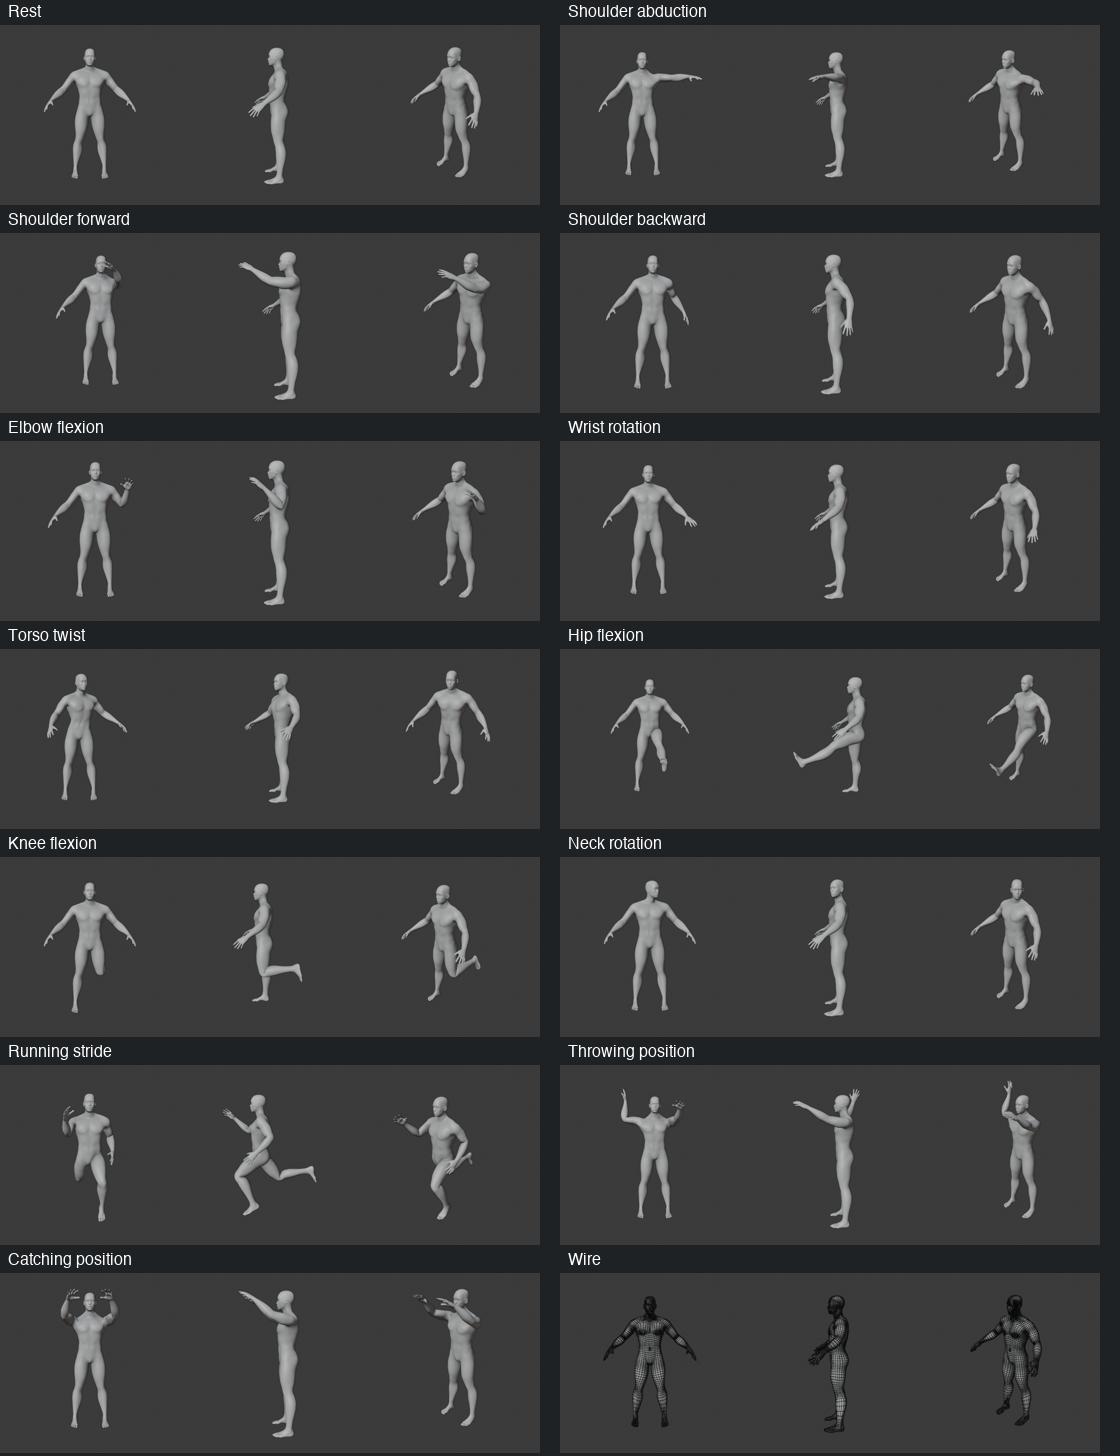 Rest
Shoulder abduction
Shoulder forward
Shoulder backward
Elbow flexion
Wrist rotation
Torso twist
Hip flexion
Knee flexion
Neck rotation
Running stride
Throwing position
Catching position
Wire